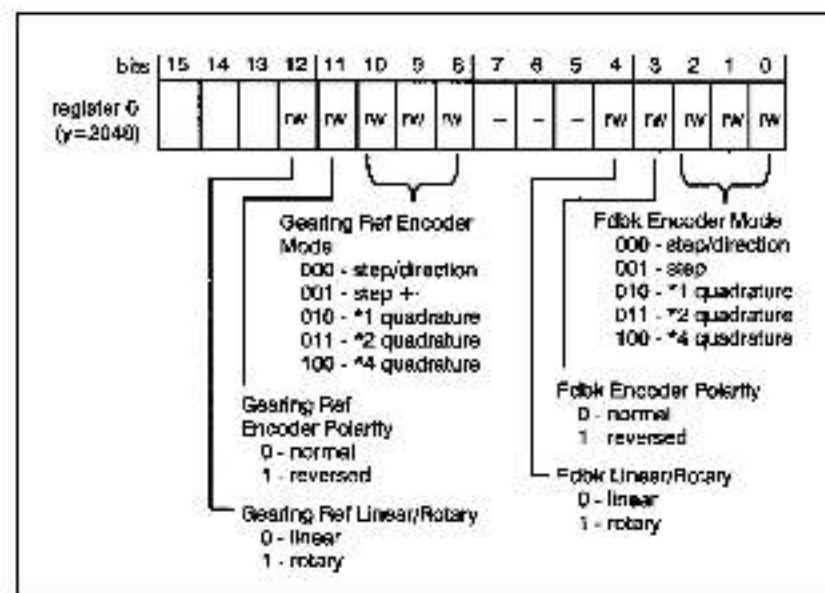 bits 15 14 13 12 11 10 9 8 7 6 5 4 3 2 1 0
register 6 rw rw rw rw rw - - - rw rw rw rw rw
(y=2040)
Gearing Ref Encoder
Mode
000 - step/direction
001 - step +-
010 - *1 quadrature
011 - *2 quadrature
100 - *4 quadrature
Gearing Ref
Encoder Polarity
0 - normal
1 - reversed
Gearing Ref Linear/Rotary
0 - linear
1 - rotary
Fdbk Encoder Mode
000 - step/direction
001 - step
010 - *1 quadrature
011 - *2 quadrature
100 - *4 quadrature
Fdbk Encoder Polarity
0 - normal
1 - reversed
Fdbk Linear/Rotary
0 - linear
1 - rotary